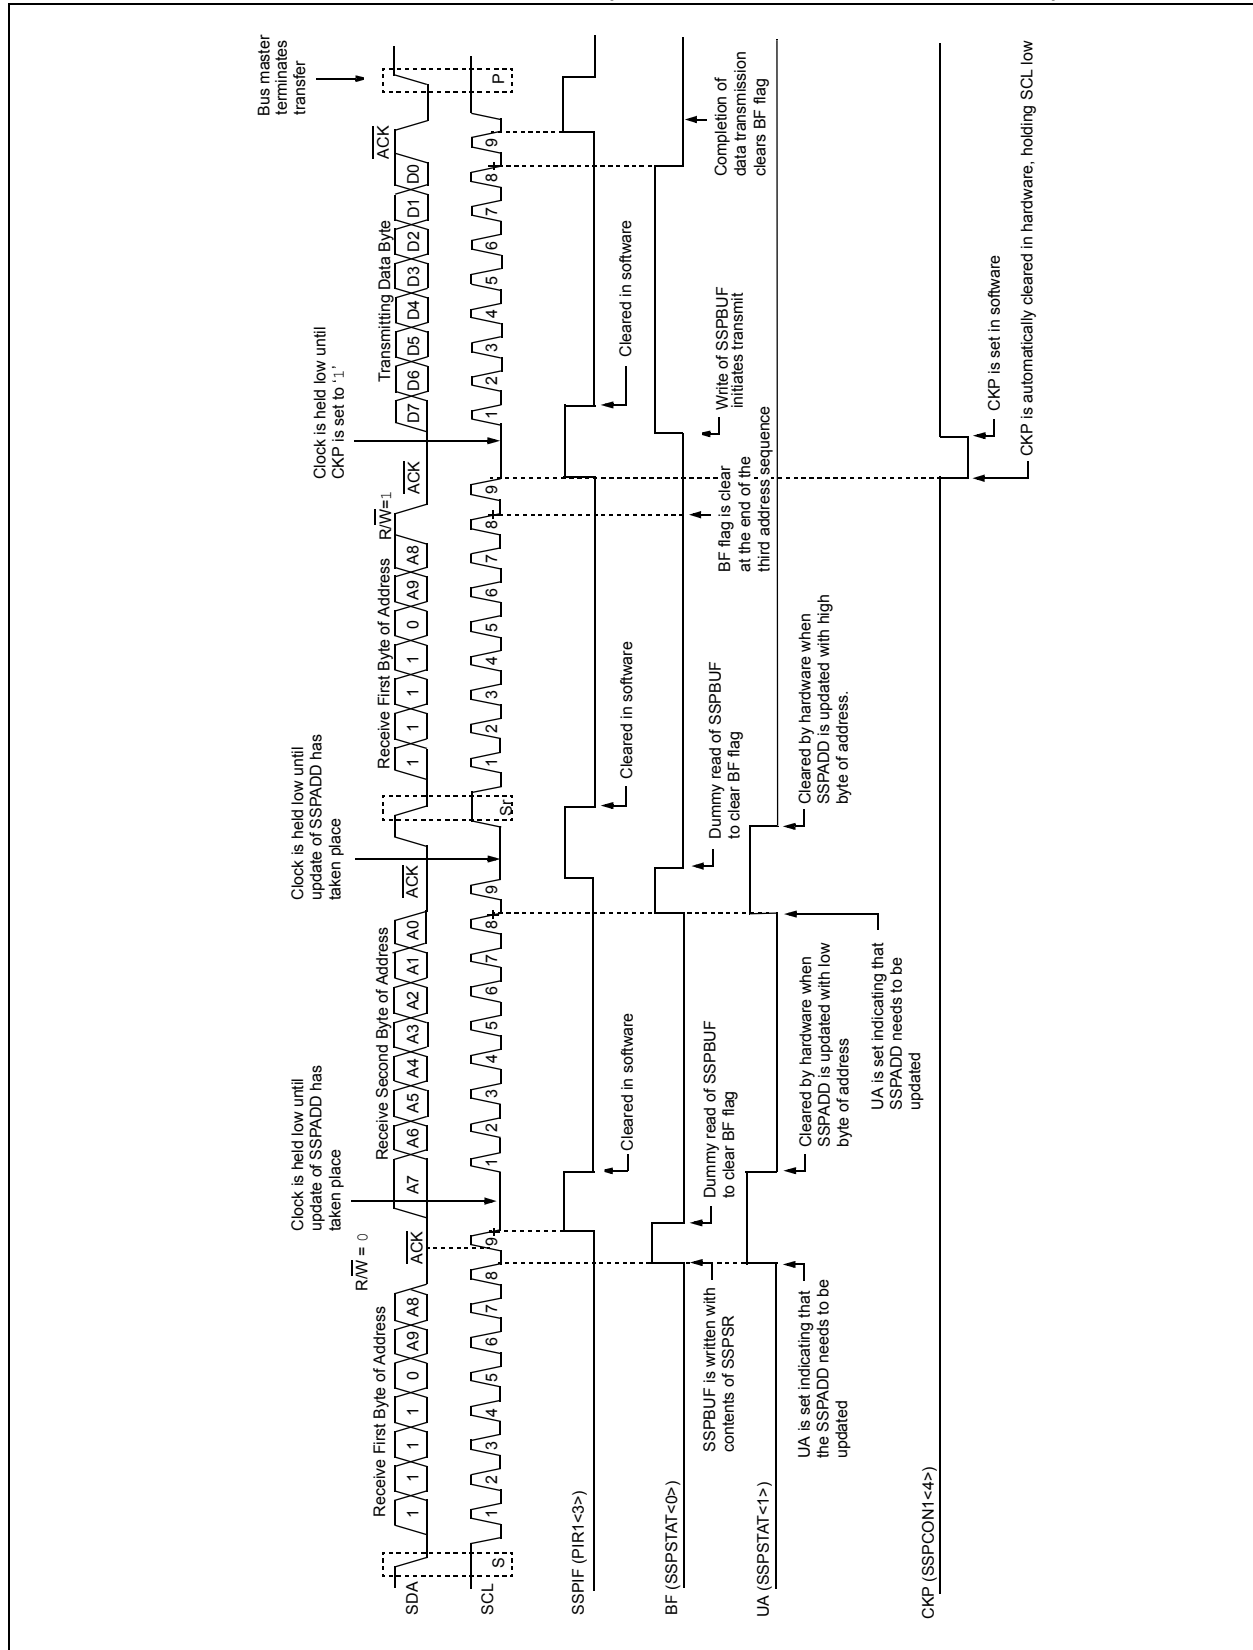 Bus master
terminates
transfer
Clock is held low until
update of SSPADD has
taken place
Clock is held low until
update of SSPADD has
taken place
Clock is held low until
CKP is set to ‘1’
R/W = 0
R/W=1
Receive First Byte of Address
ACK
Receive Second Byte of Address
ACK
Receive First Byte of Address
ACK
Transmitting Data Byte
ACK
SDA
1 1 1 1 0 A9 A8
A7 A6 A5 A4 A3 A2 A1 A0
1 1 1 1 0 A9 A8
D7 D6 D5 D4 D3 D2 D1 D0
SCL
S
1 2 3 4 5 6 7 8 9
1 2 3 4 5 6 7 8 9
Sr
1 2 3 4 5 6 7 8 9
1 2 3 4 5 6 7 8 9
P
SSPIF (PIR1<3>)
Cleared in software
Cleared in software
Cleared in software
BF (SSPSTAT<0>)
SSPBUF is written with
contents of SSPSR
Dummy read of SSPBUF
to clear BF flag
Dummy read of SSPBUF
to clear BF flag
BF flag is clear
at the end of the
third address sequence
Write of SSPBUF
initiates transmit
Completion of
data transmission
clears BF flag
UA (SSPSTAT<1>)
UA is set indicating that
the SSPADD needs to be
updated
Cleared by hardware when
SSPADD is updated with low
byte of address
UA is set indicating that
SSPADD needs to be
updated
Cleared by hardware when
SSPADD is updated with high
byte of address.
CKP (SSPCON1<4>)
CKP is set in software
CKP is automatically cleared in hardware, holding SCL low